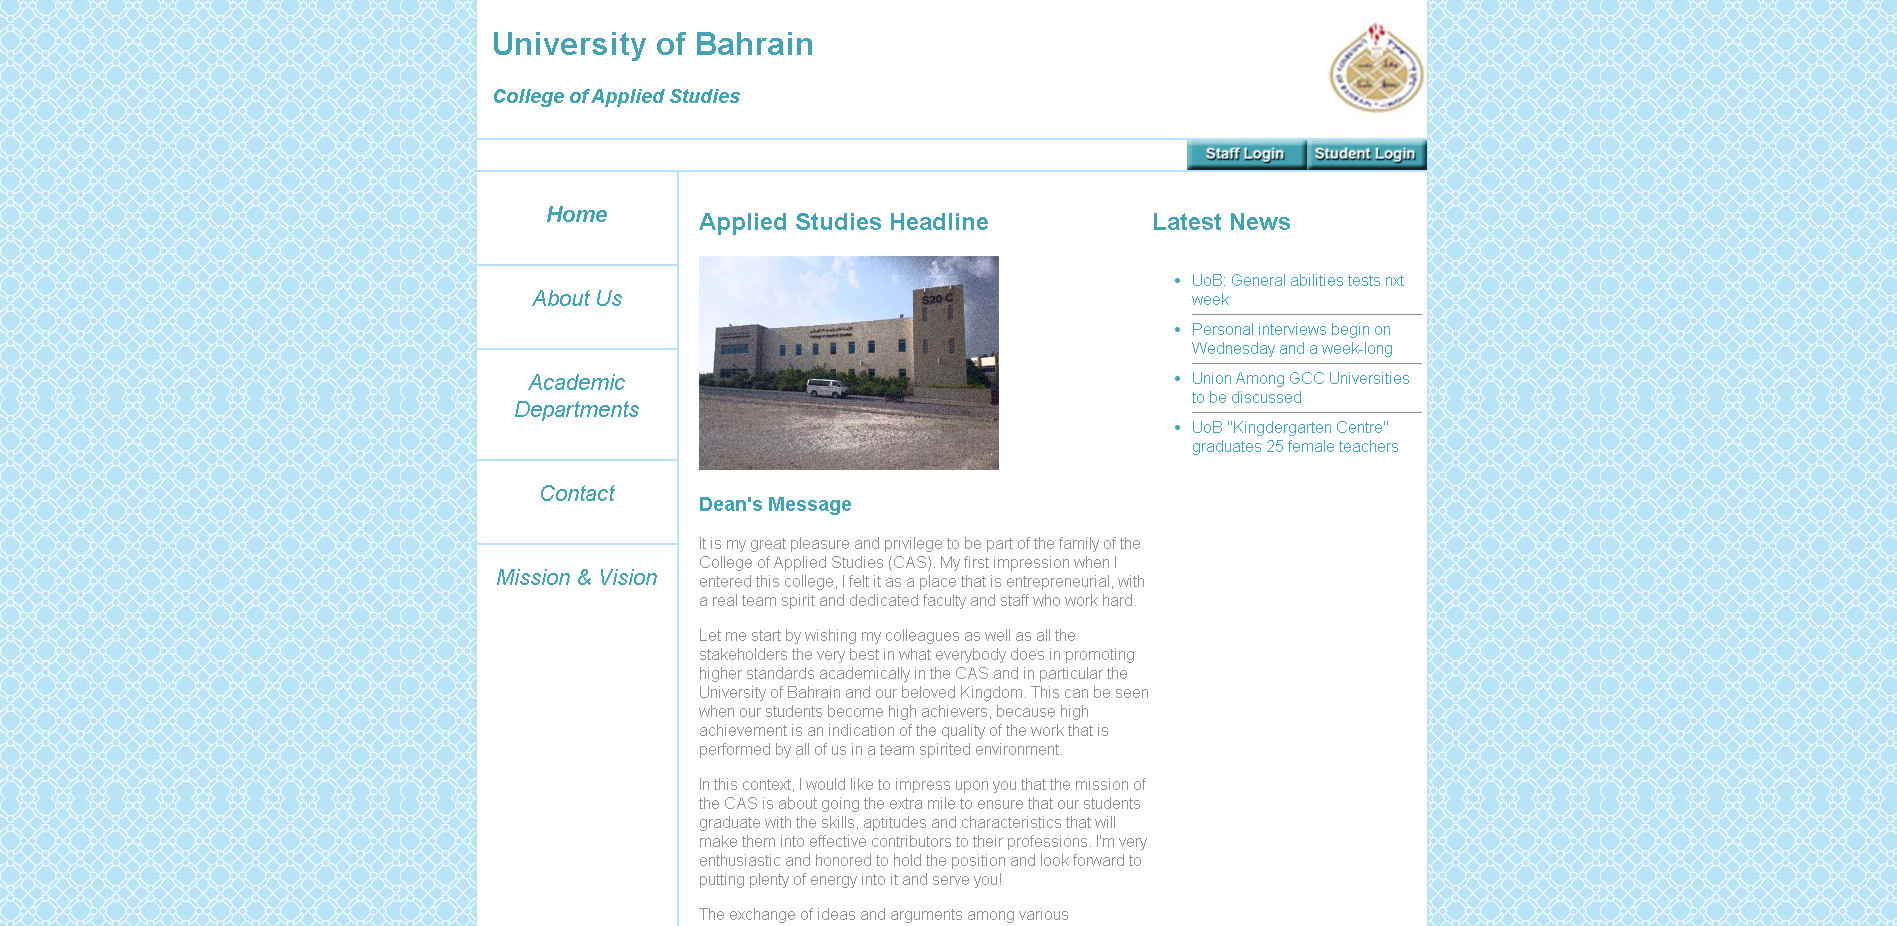 University of Bahrain
College of Applied Studies
Staff Login
Student Login
Home
About Us
Academic
Departments
Contact
Mission & Vision
Applied Studies Headline
S20 C
Dean's Message
It is my great pleasure and privilege to be part of the family of the
College of Applied Studies (CAS). My first impression when I
entered this college, I felt it as a place that is entrepreneurial, with
a real team spirit and dedicated faculty and staff who work hard.
Let me start by wishing my colleagues as well as all the
stakeholders the very best in what everybody does in promoting
higher standards academically in the CAS and in particular the
University of Bahrain and our beloved Kingdom. This can be seen
when our students become high achievers, because high
achievement is an indication of the quality of the work that is
performed by all of us in a team spirited environment.
In this context, I would like to impress upon you that the mission of
the CAS is about going the extra mile to ensure that our students
graduate with the skills, aptitudes and characteristics that will
make them into effective contributors to their professions. I'm very
enthusiastic and honored to hold the position and look forward to
putting plenty of energy into it and serve you!
The exchange of ideas and arguments among various
Latest News
UoB: General abilities tests nxt
week
Personal interviews begin on
Wednesday and a week-long
Union Among GCC Universities
to be discussed
UoB "Kingdergarten Centre"
graduates 25 female teachers